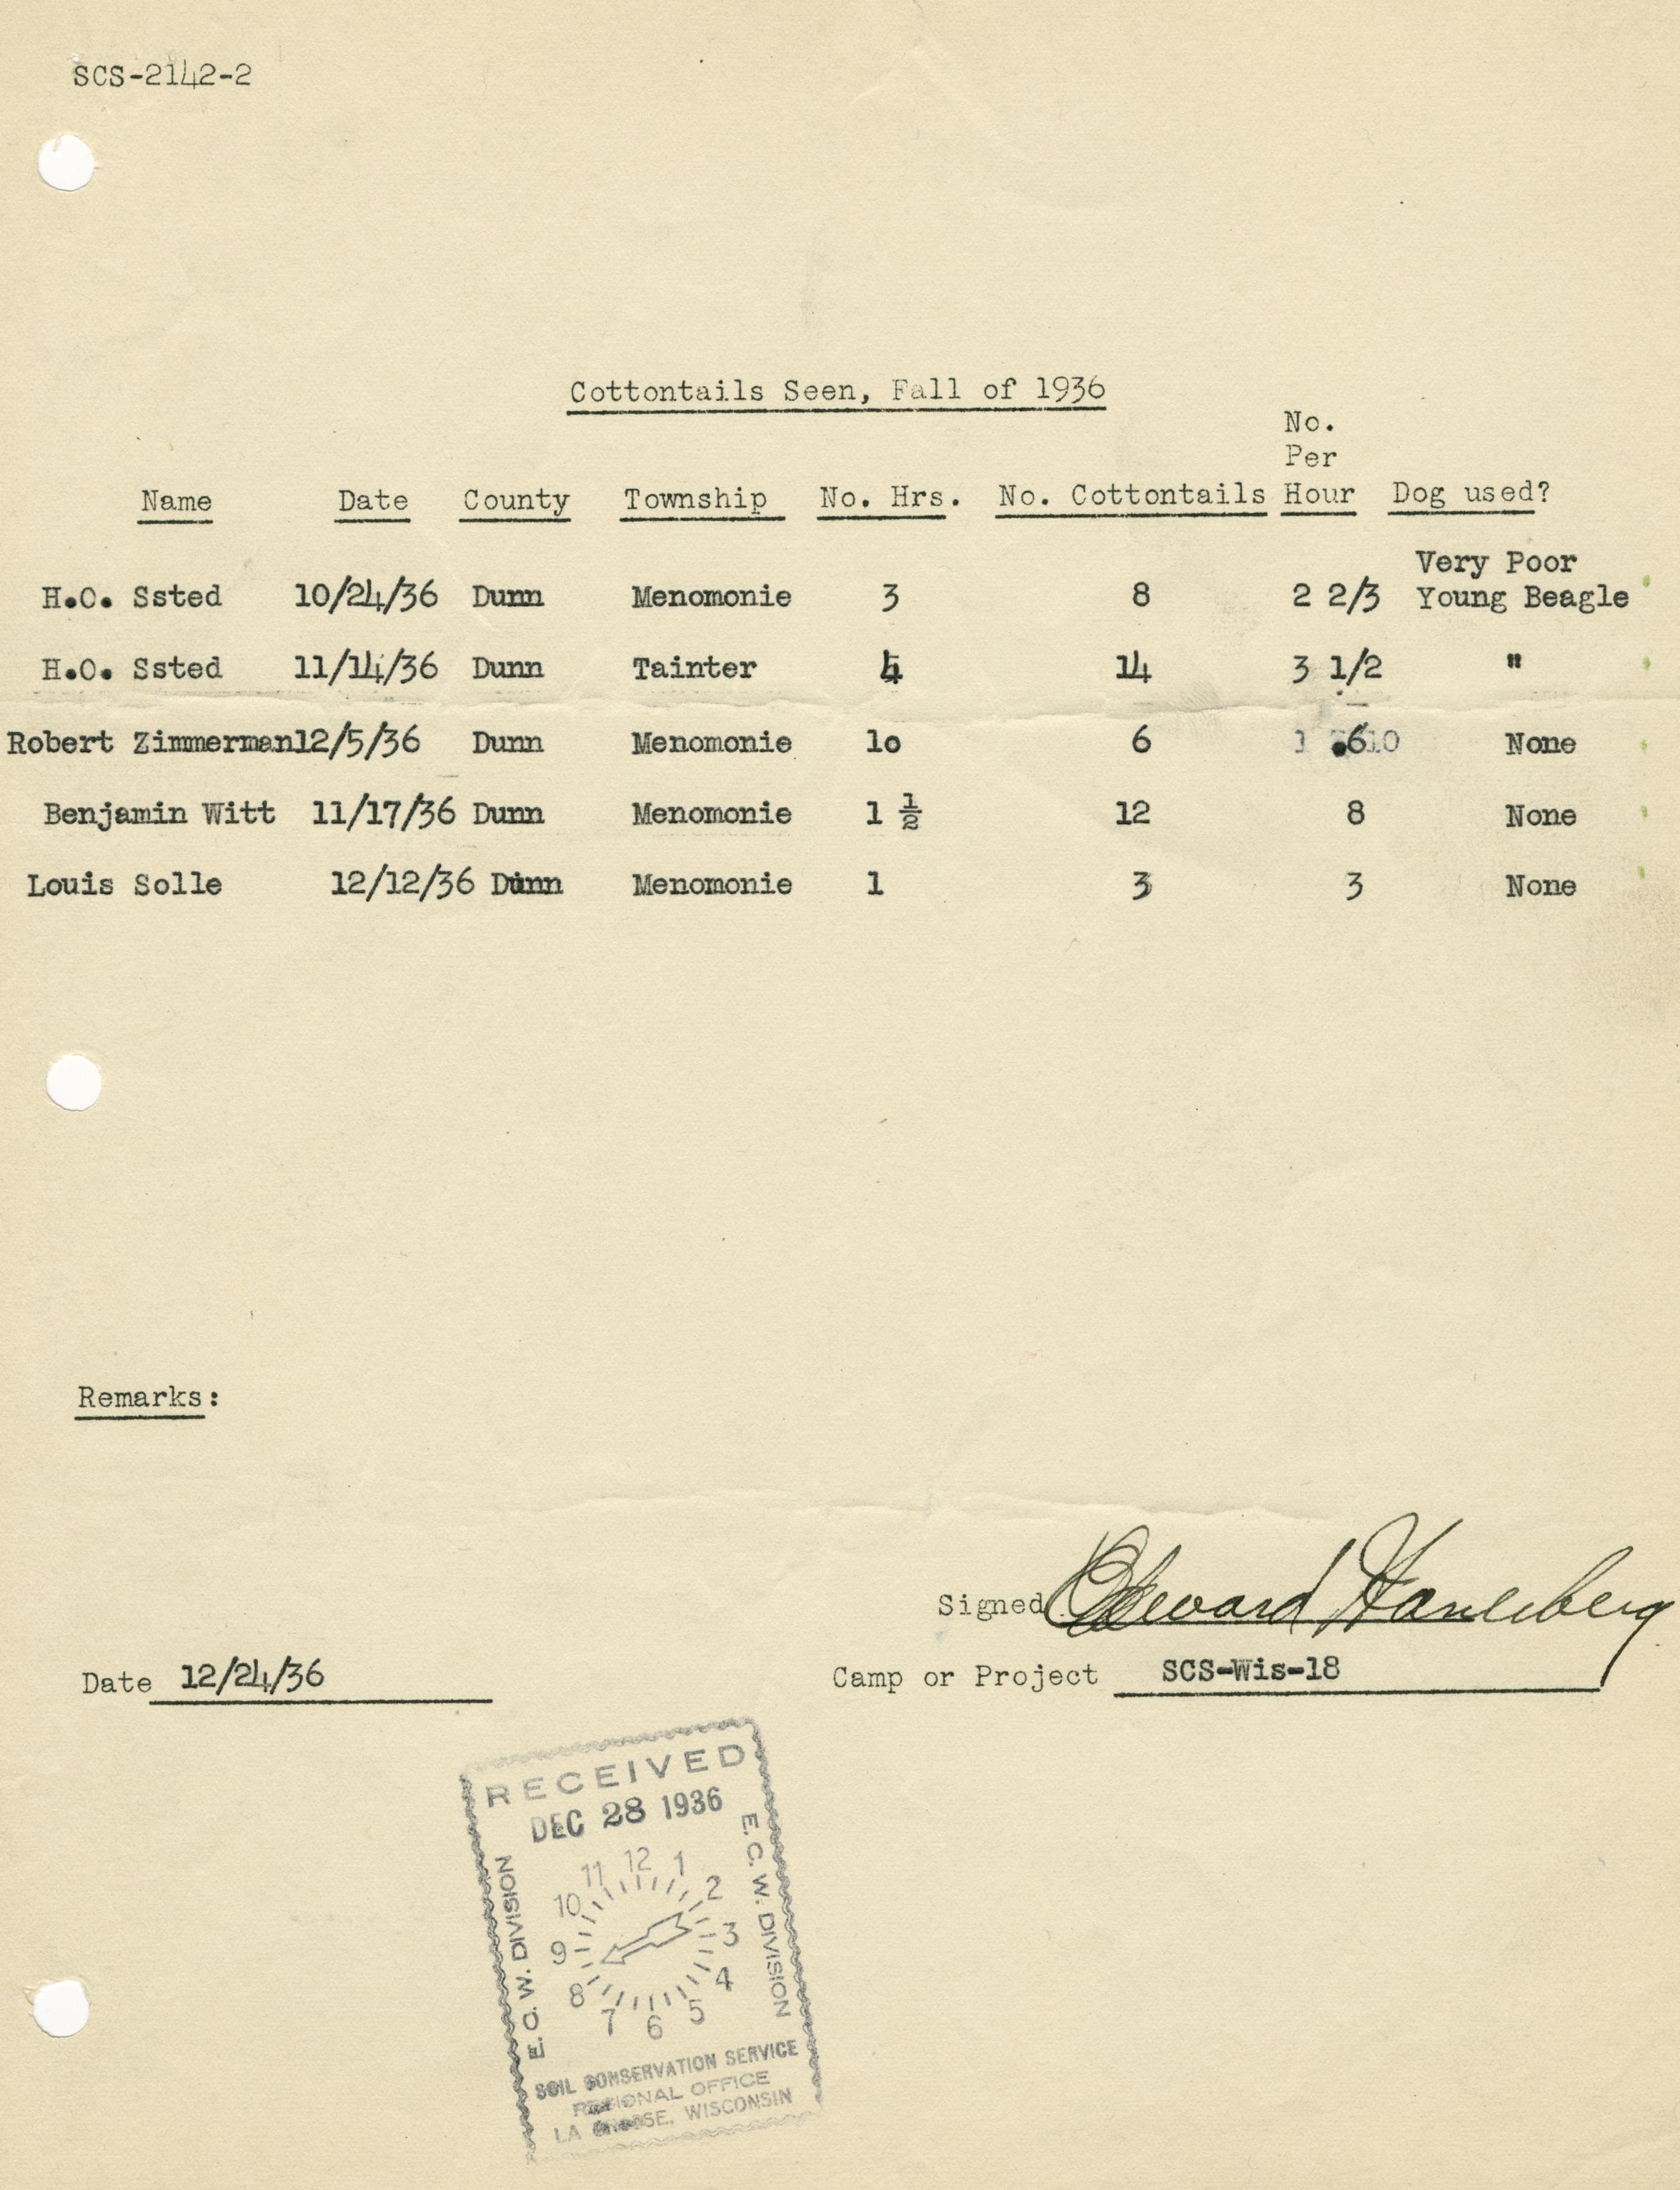 SCS-2142-2
Cottontails Seen, Fall of 1936
No.
Per
Name Date County Township No. Hrs. No. Cottontails Hour Dog used?
Very Poor
H.O. Ssted 10/24/36 Dunn Menomonie 3 8 2 2/3 Young Beagle
H.O. Ssted 11/14/36 Dunn Tainter 4 14 3 1/2 "
Robert Zimmerman 12/5/36 Dunn Menomonie 10 6 .6 None
Benjamin Witt 11/17/36 Dunn Menomonie 1 ½ 12 8 None
Louis Solle 12/12/36 Dunn Menomonie 1 3 3 None
Remarks:
Signed Edward
Date 12/24/36 Camp or Project SCS-Wis-18
RECEIVED
DEC 28 1936
E. C. W. DIVISION
E. C. W. DIVISION
12 1 2 3 4 5 6 7 8 9 10 11
SOIL CONSERVATION SERVICE
REGIONAL OFFICE
LA CROSSE, WISCONSIN